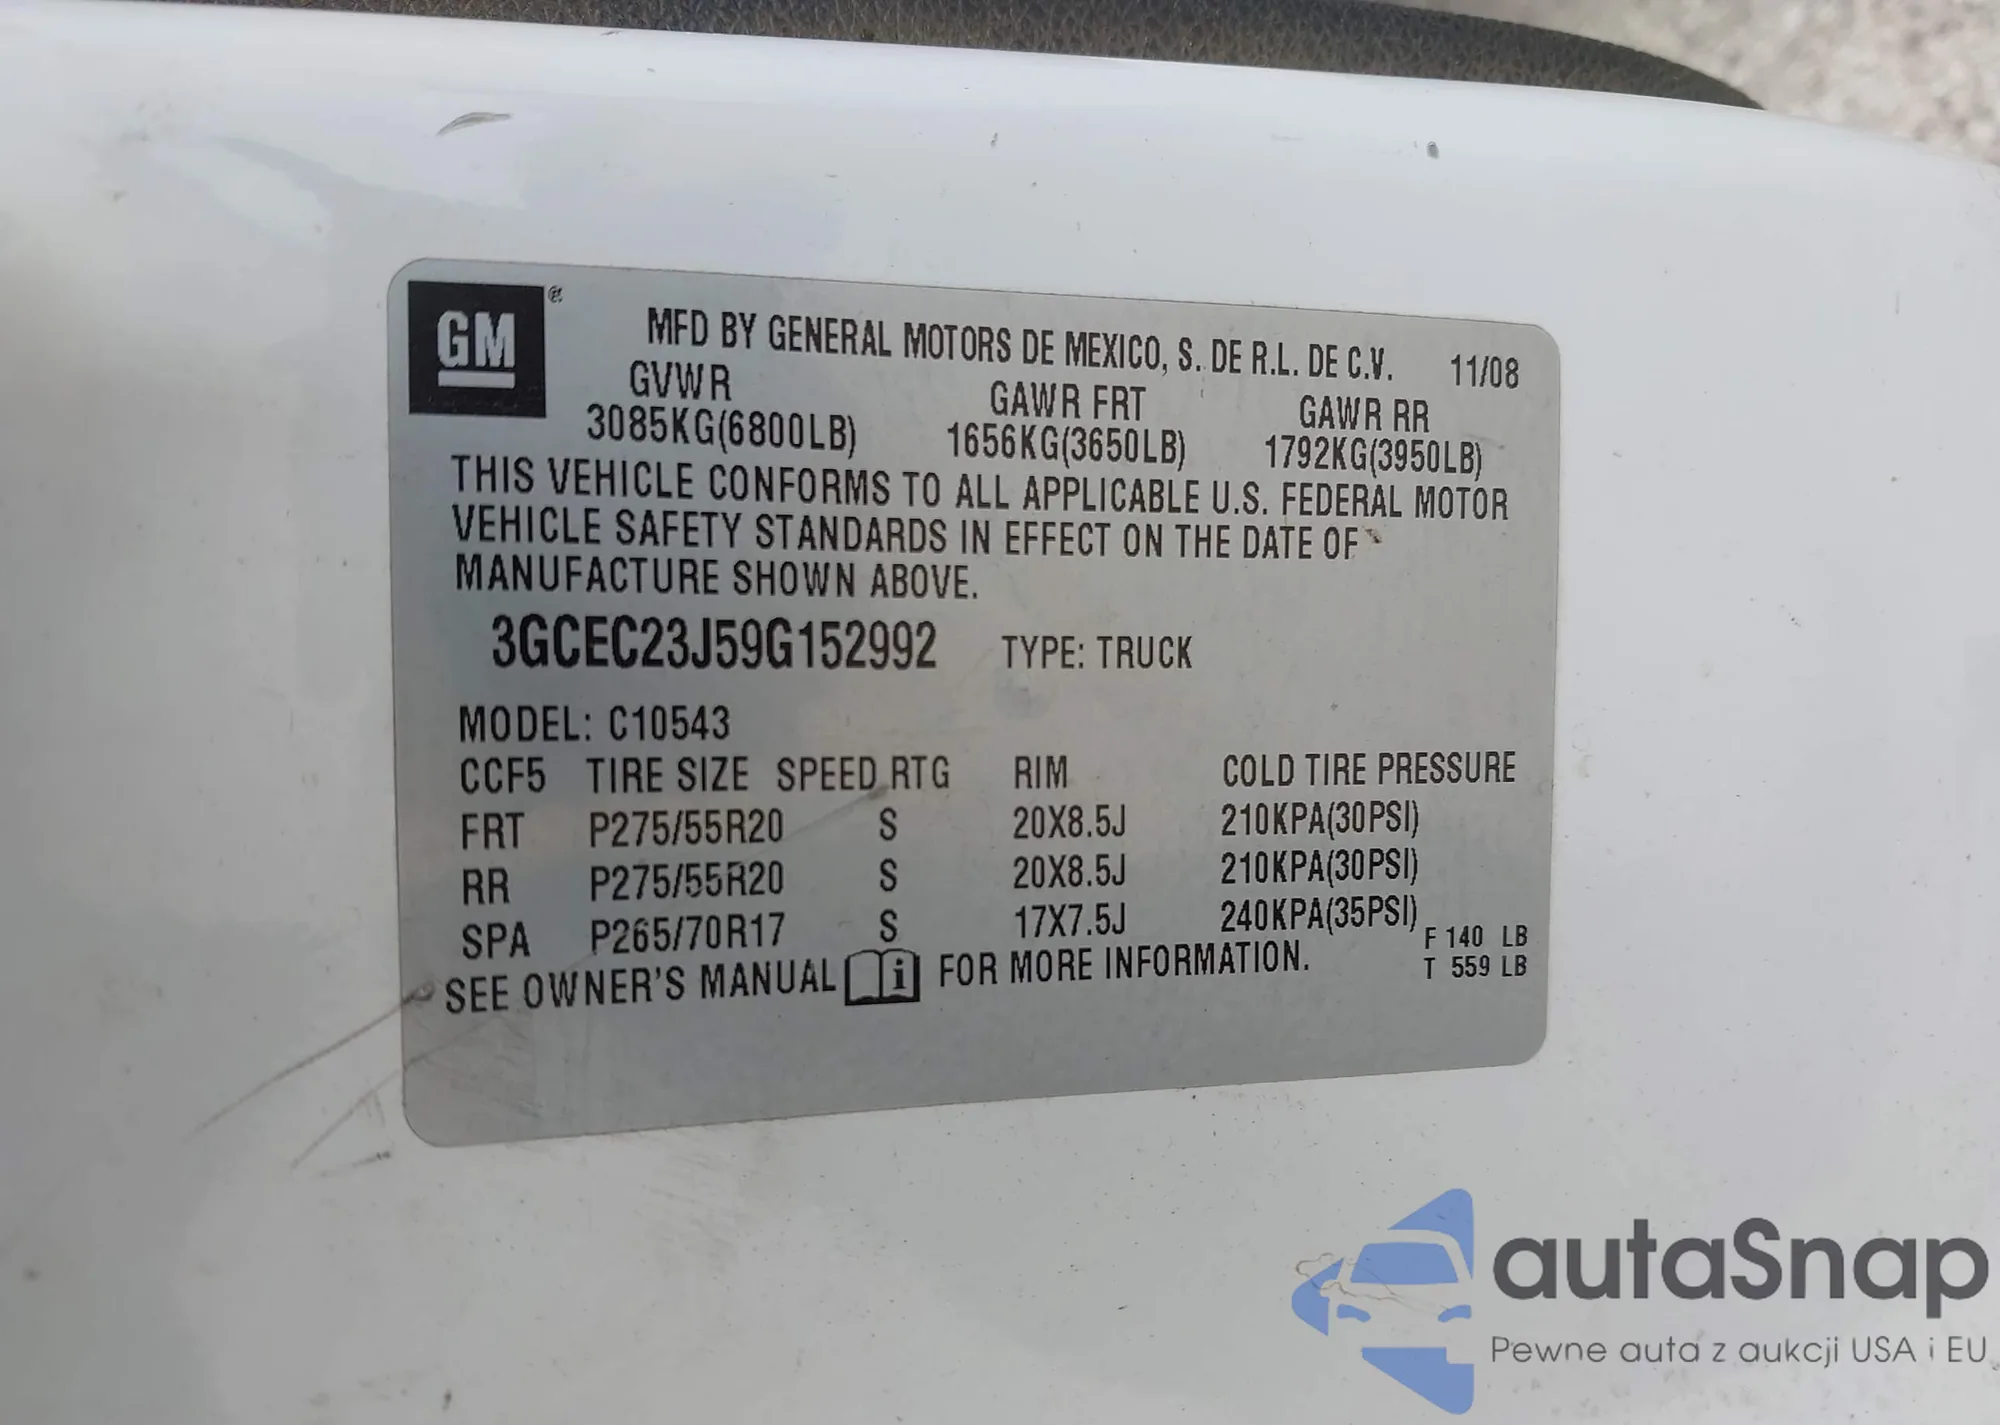 GM ®
MFD BY GENERAL MOTORS DE MEXICO, S. DE R.L. DE C.V. 11/08
GVWR GAWR FRT GAWR RR
3085KG(6800LB) 1656KG(3650LB) 1792KG(3950LB)
THIS VEHICLE CONFORMS TO ALL APPLICABLE U.S. FEDERAL MOTOR
VEHICLE SAFETY STANDARDS IN EFFECT ON THE DATE OF
MANUFACTURE SHOWN ABOVE.
3GCEC23J59G152992 TYPE: TRUCK
MODEL: C10543
CCF5 TIRE SIZE SPEED RTG RIM COLD TIRE PRESSURE
FRT P275/55R20 S 20X8.5J 210KPA(30PSI)
RR P275/55R20 S 20X8.5J 210KPA(30PSI)
SPA P265/70R17 S 17X7.5J 240KPA(35PSI)
F 140 LB
T 559 LB
SEE OWNER'S MANUAL i FOR MORE INFORMATION.
autaSnap
Pewne auta z aukcji USA i EU